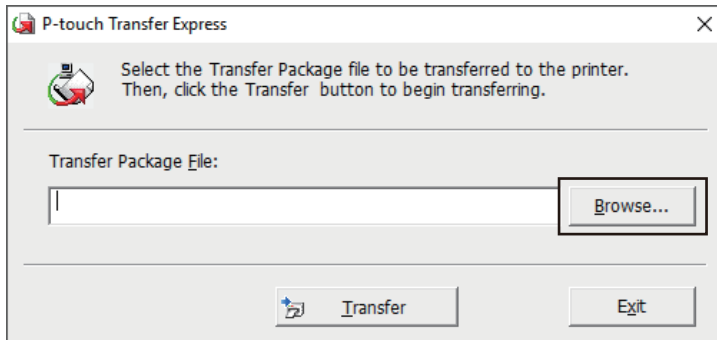 P-touch Transfer Express
Select the Transfer Package file to be transferred to the printer.
Then, click the Transfer button to begin transferring.
Transfer Package File:
Browse...
Transfer
Exit